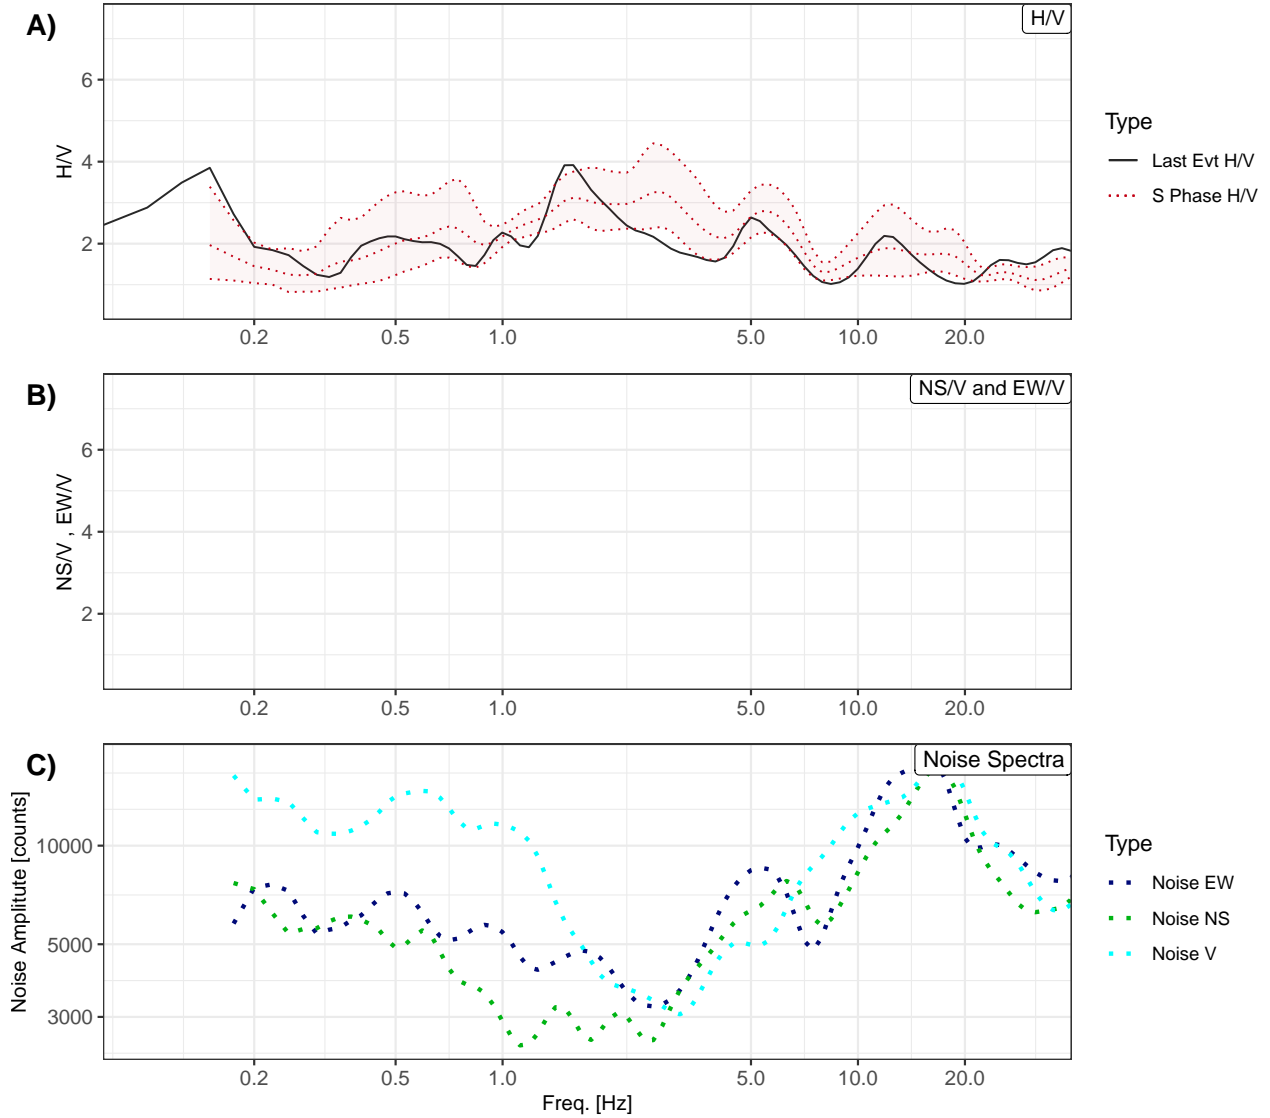 A)
H/V
6
4
2
H/V
0.2 0.5 1.0 5.0 10.0 20.0
Type
Last Evt H/V
S Phase H/V
B)
NS/V and EW/V
6
4
2
NS/V , EW/V
0.2 0.5 1.0 5.0 10.0 20.0
C)
Noise Spectra
10000
5000
3000
Noise Amplitute [counts]
0.2 0.5 1.0 5.0 10.0 20.0
Freq. [Hz]
Type
Noise EW
Noise NS
Noise V